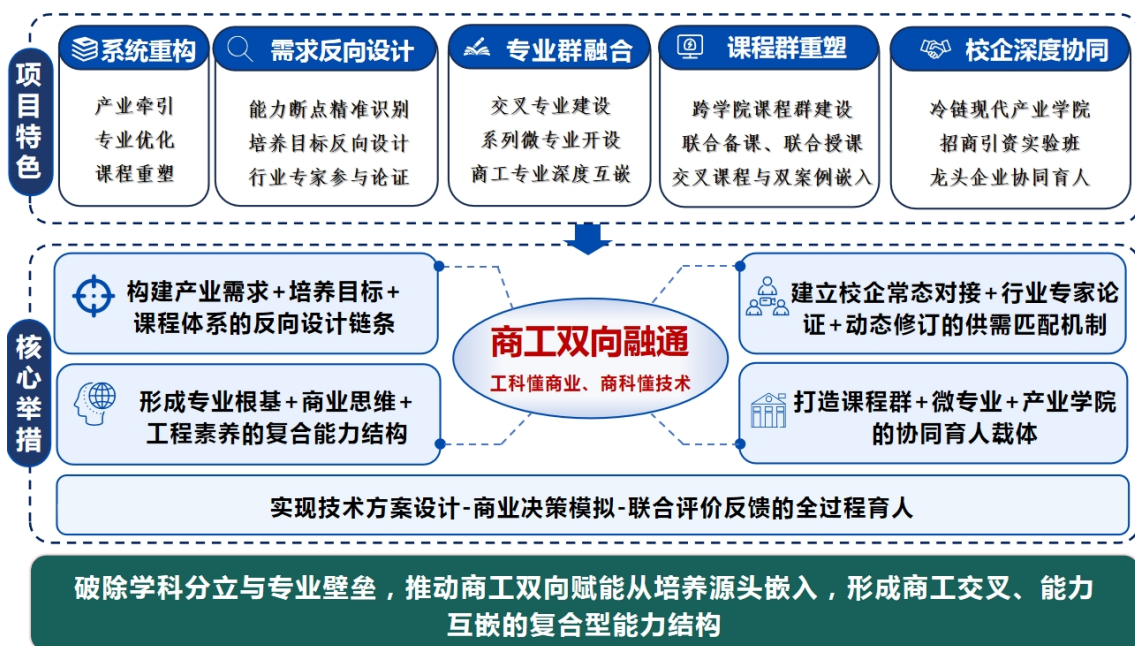 项目特色
系统重构
产业牵引
专业优化
课程重塑
需求反向设计
能力断点精准识别
培养目标反向设计
行业专家参与论证
专业群融合
交叉专业建设
系列微专业开设
商工专业深度互嵌
课程群重塑
跨学院课程群建设
联合备课、联合授课
交叉课程与双案例嵌入
校企深度协同
冷链现代产业学院
招商引资实验班
龙头企业协同育人
核心举措
构建产业需求+培养目标+
课程体系的反向设计链条
形成专业根基+商业思维+
工程素养的复合能力结构
商工双向融通
工科懂商业、商科懂技术
建立校企常态对接+行业专家论
证+动态修订的供需匹配机制
打造课程群+微专业+产业学院
的协同育人载体
实现技术方案设计-商业决策模拟-联合评价反馈的全过程育人
破除学科分立与专业壁垒，推动商工双向赋能从培养源头嵌入，形成商工交叉、能力
互嵌的复合型能力结构